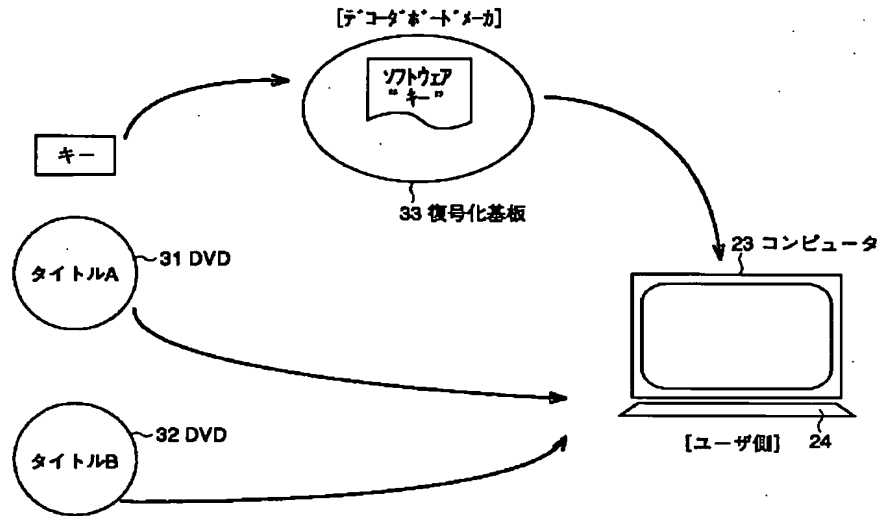 [デコーダボードメーカ]
ソフトウェア
“キー”
キー
33 復号化基板
タイトルA
31 DVD
23 コンピュータ
タイトルB
32 DVD
[ユーザ側]
24